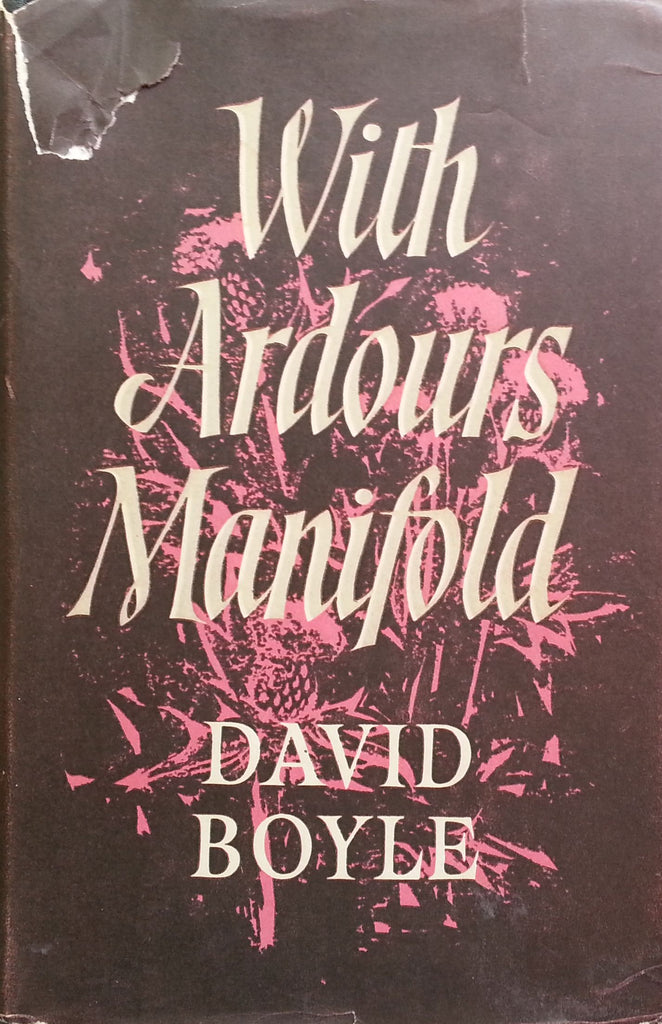 With
Ardours
Manifold
DAVID
BOYLE